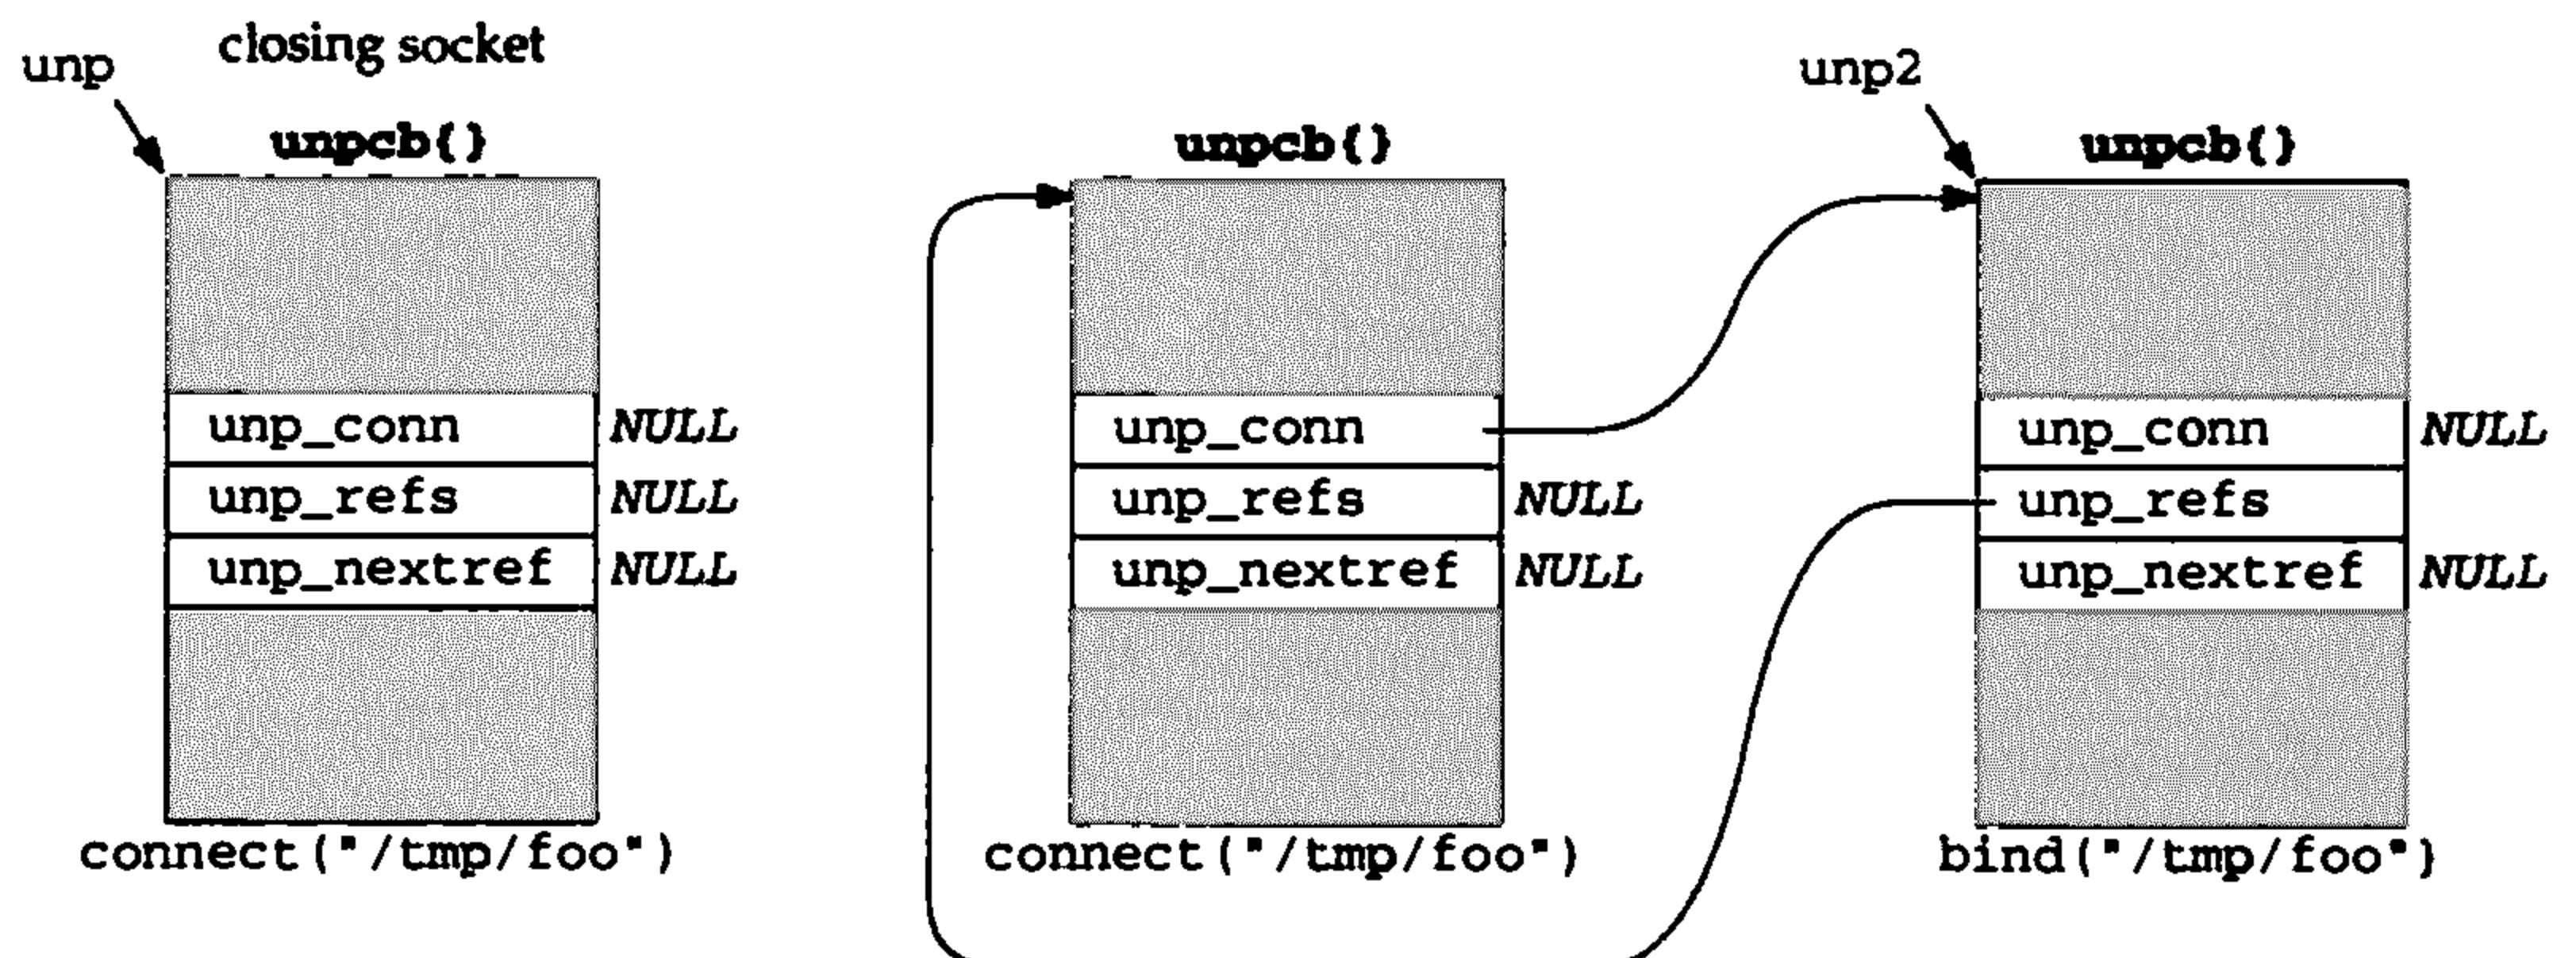 closing socket
unp
unp2
unpcb{}
unpcb{}
unpcb{}
unp_conn NULL
unp_conn
unp_conn NULL
unp_refs NULL
unp_refs NULL
unp_refs
unp_nextref NULL
unp_nextref NULL
unp_nextref NULL
connect("/tmp/foo")
connect("/tmp/foo")
bind("/tmp/foo")